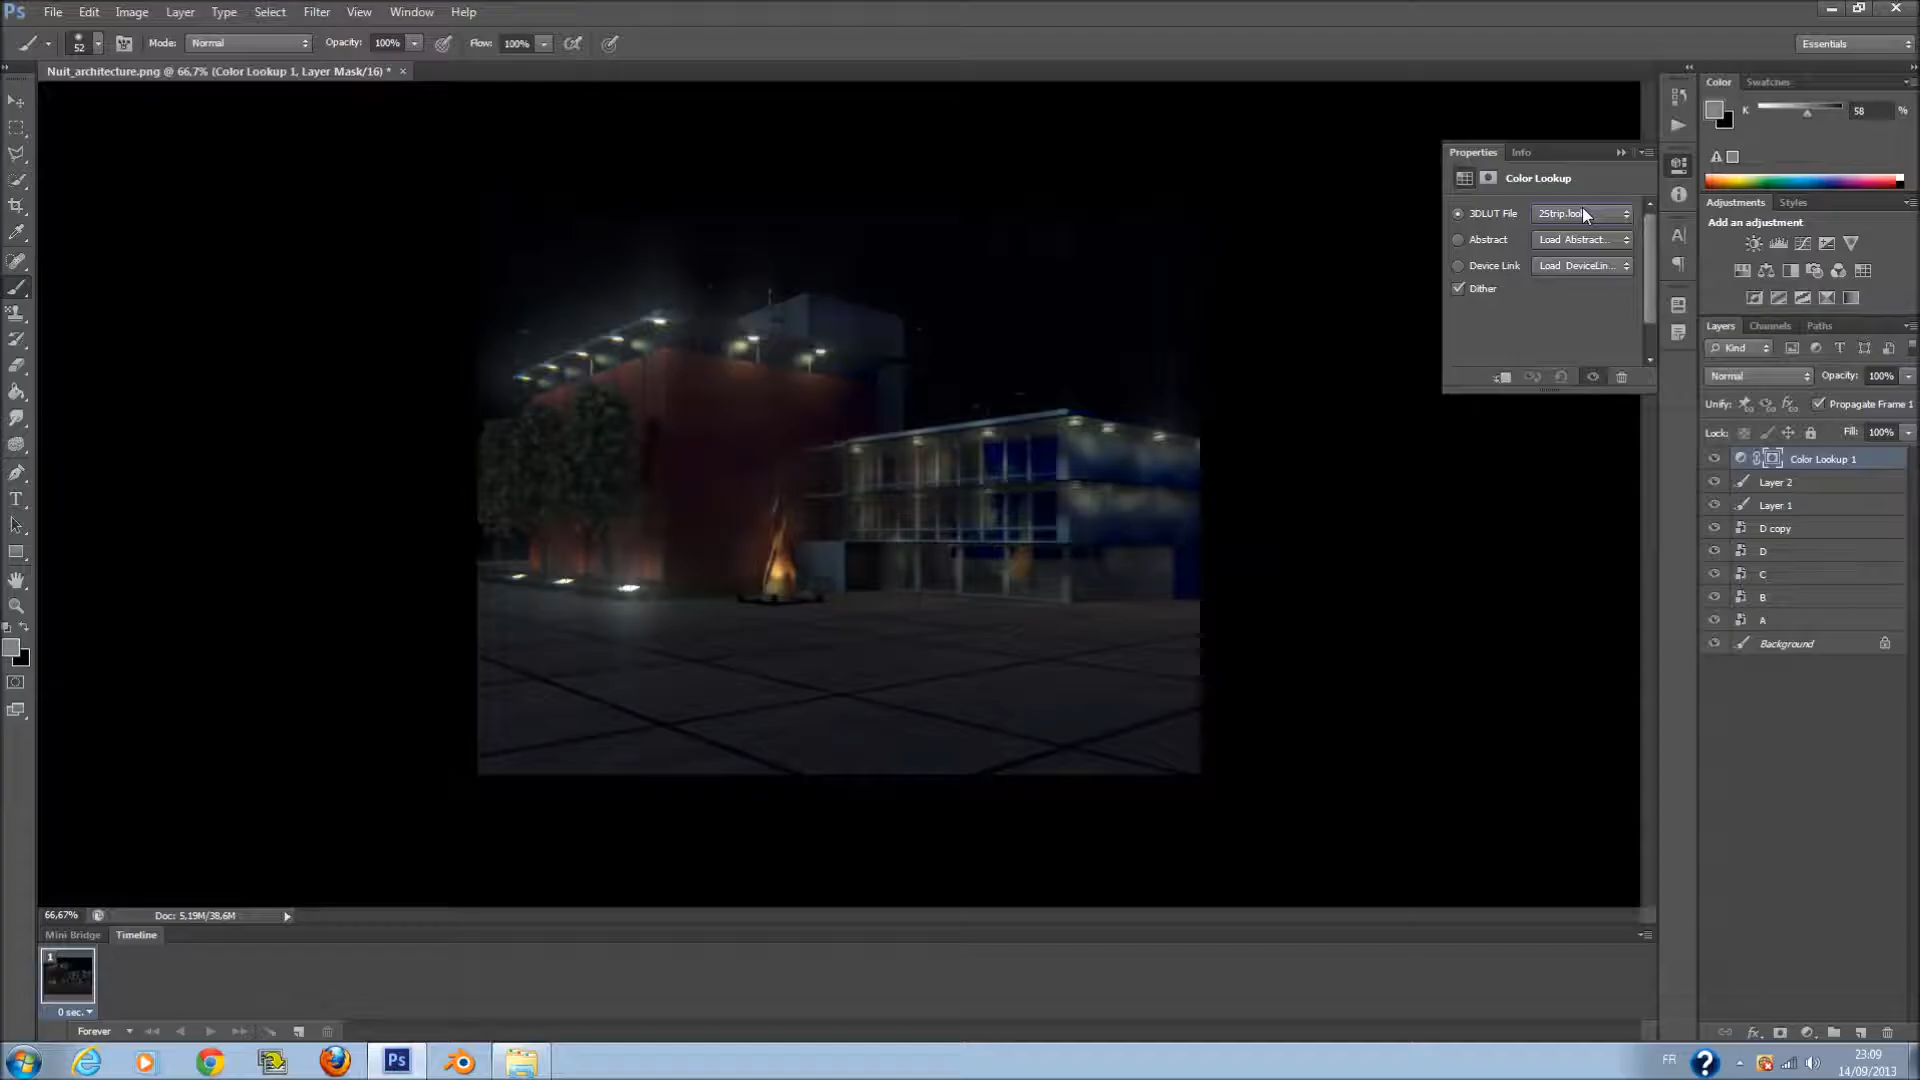 Ps File Edit Image Layer Type Select Filter View Window Help
52 Mode: Normal Opacity: 100% Flow: 100% Essentials
Nuit_architecture.png @ 66,7% (Color Lookup 1, Layer Mask/16) * ×
Color Swatches
K 58 %
Properties Info
Color Lookup
3DLUT File 2Strip.look
Abstract Load Abstract...
Device Link Load DeviceLin...
Dither
Adjustments Styles
Add an adjustment
Layers Channels Paths
Kind
Normal Opacity: 100%
Unify: Propagate Frame 1
Lock: Fill: 100%
Color Lookup 1
Layer 2
Layer 1
D copy
D
C
B
A
Background
66,67% Doc: 5,19M/38,6M
Mini Bridge Timeline
1
0 sec.
Forever
Ps
FR
23:09
14/09/2013